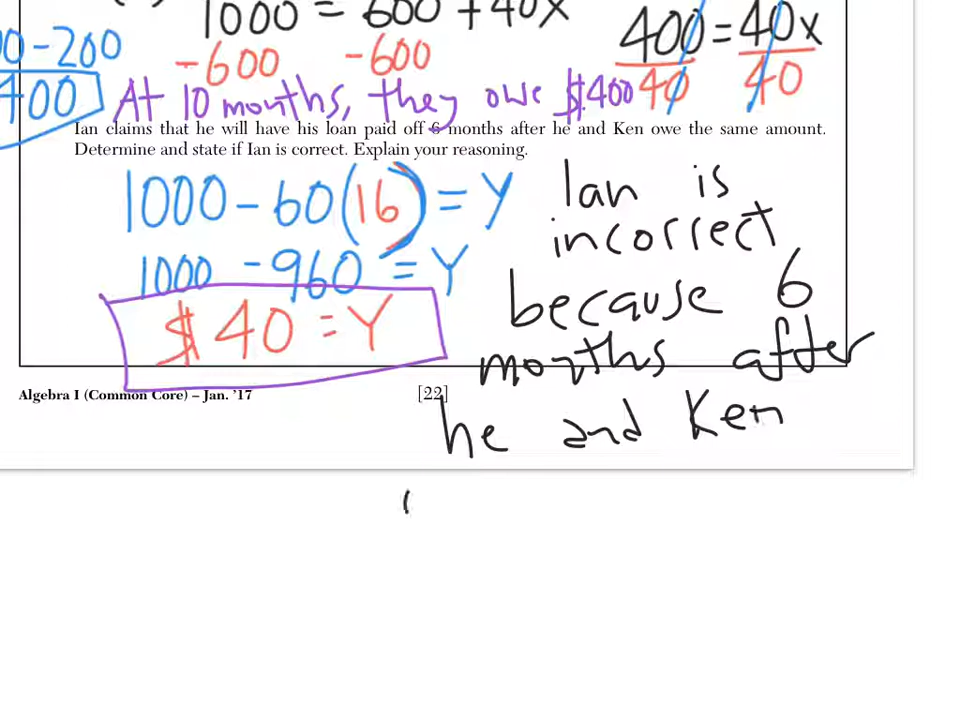 1000 = 600 + 40x
400 = 40x
0 - 200
-600 -600
40 40
400 At 10 months, they owe $400
Ian claims that he will have his loan paid off 6 months after he and Ken owe the same amount.
Determine and state if Ian is correct. Explain your reasoning.
1000 - 60(16) = Y
1000 - 960 = Y
$40 = Y
Ian is
incorrect
because 6
months after
he and Ken
Algebra I (Common Core) – Jan. ’17
[22]